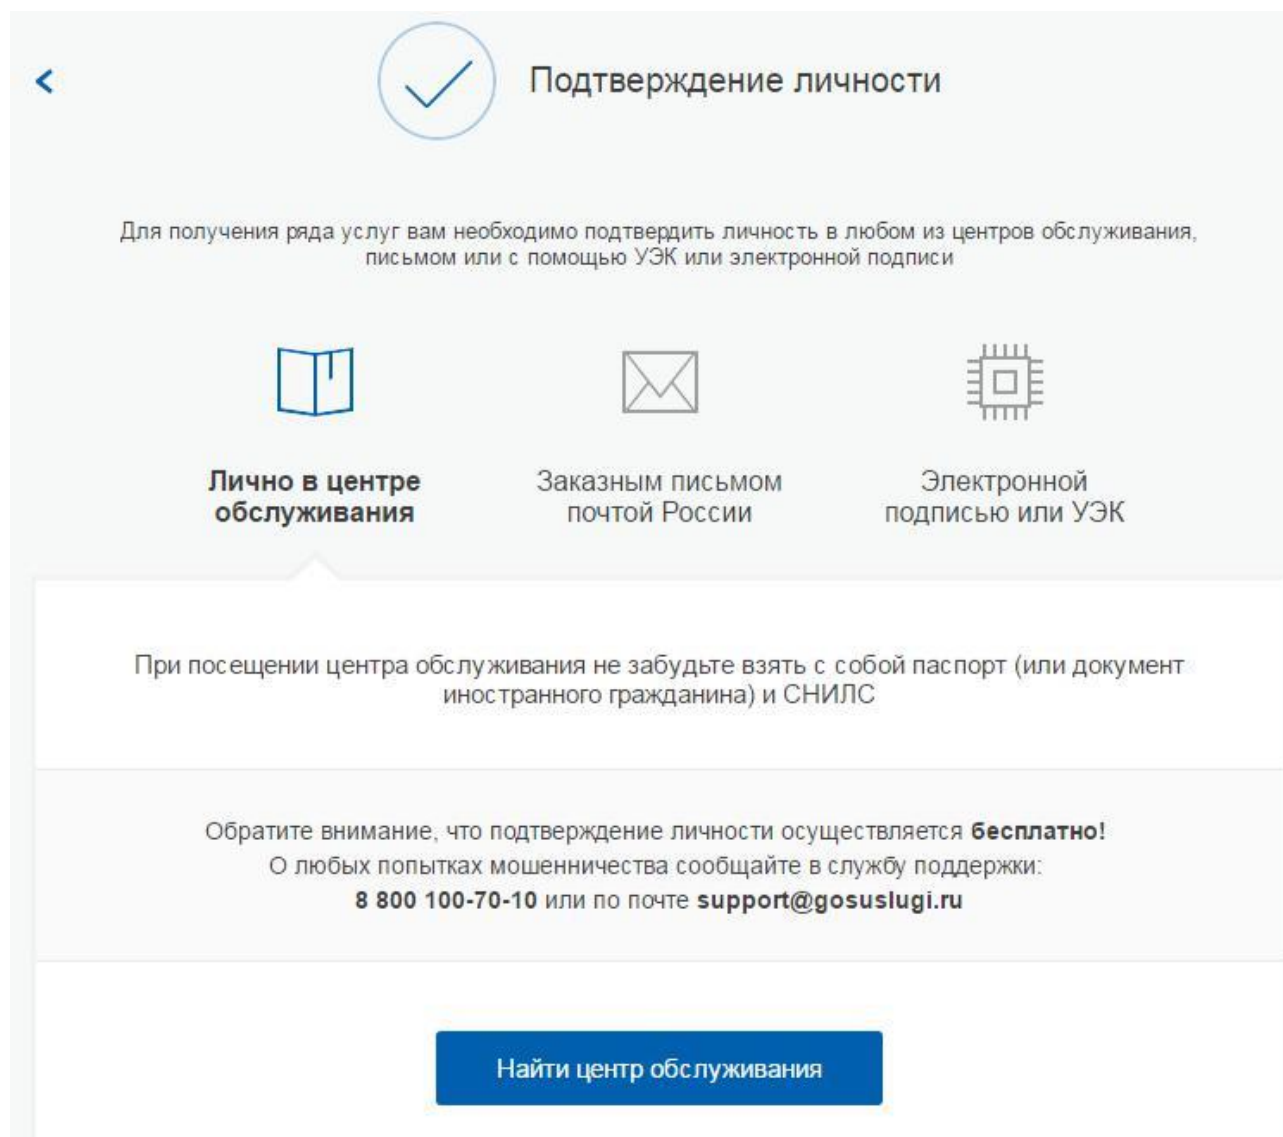 Подтверждение личности
Для получения ряда услуг вам необходимо подтвердить личность в любом из центров обслуживания,
письмом или с помощью УЭК или электронной подписи
Лично в центре
обслуживания
Заказным письмом
почтой России
Электронной
подписью или УЭК
При посещении центра обслуживания не забудьте взять с собой паспорт (или документ
иностранного гражданина) и СНИЛС
Обратите внимание, что подтверждение личности осуществляется бесплатно!
О любых попытках мошенничества сообщайте в службу поддержки:
8 800 100-70-10 или по почте support@gosuslugi.ru
Найти центр обслуживания